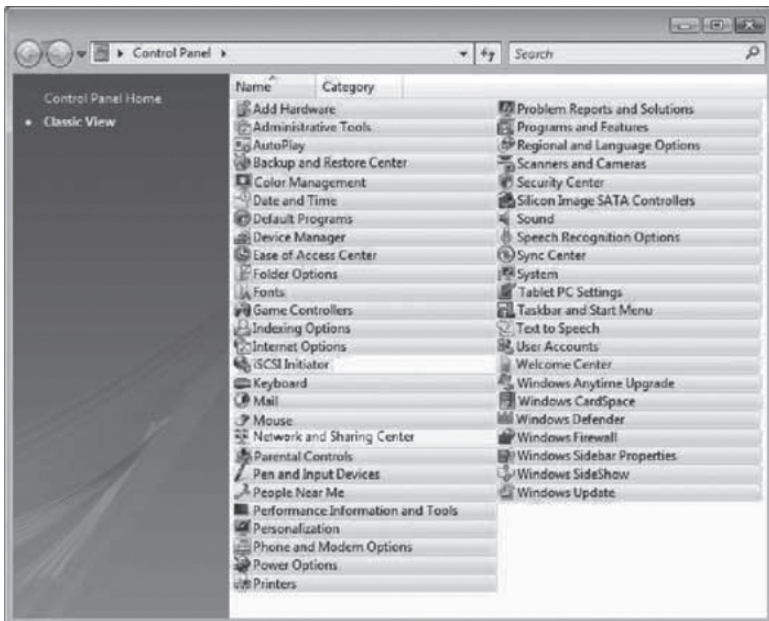 Control Panel
Search
Control Panel Home
Classic View
Name Category
Add Hardware
Administrative Tools
AutoPlay
Backup and Restore Center
Color Management
Date and Time
Default Programs
Device Manager
Ease of Access Center
Folder Options
Fonts
Game Controllers
Indexing Options
Internet Options
iSCSI Initiator
Keyboard
Mail
Mouse
Network and Sharing Center
Parental Controls
Pen and Input Devices
People Near Me
Performance Information and Tools
Personalization
Phone and Modem Options
Power Options
Printers
Problem Reports and Solutions
Programs and Features
Regional and Language Options
Scanners and Cameras
Security Center
Silicon Image SATA Controllers
Sound
Speech Recognition Options
Sync Center
System
Tablet PC Settings
Taskbar and Start Menu
Text to Speech
User Accounts
Welcome Center
Windows Anytime Upgrade
Windows CardSpace
Windows Defender
Windows Firewall
Windows Sidebar Properties
Windows SideShow
Windows Update